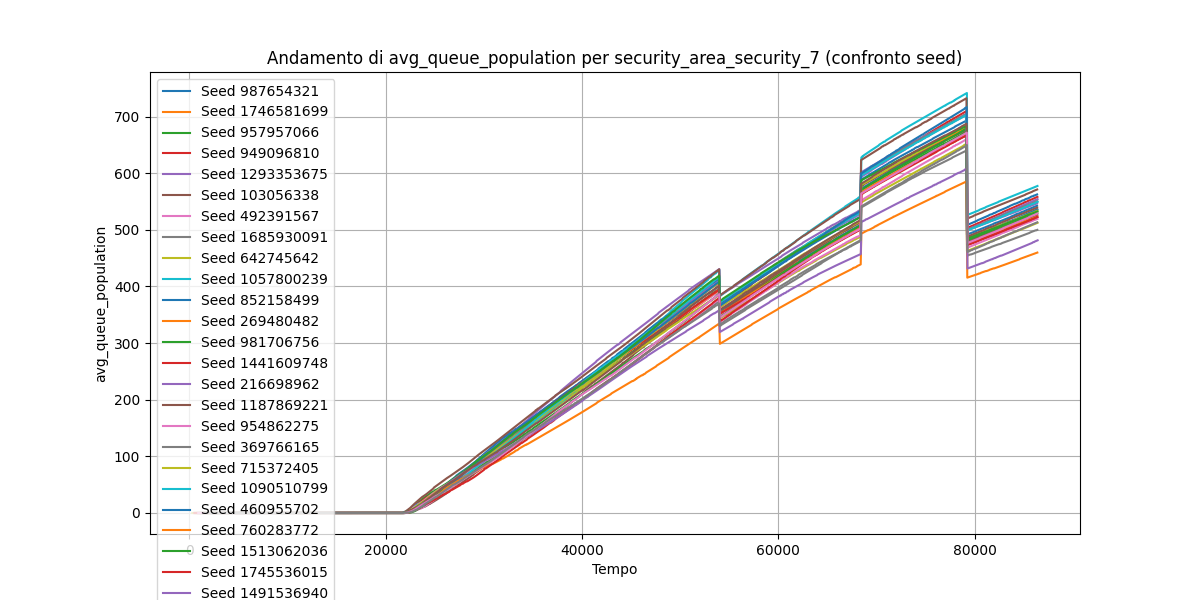 Andamento di avg_queue_population per security_area_security_7 (confronto seed)
avg_queue_population
700
600
500
400
300
200
100
0
Seed 987654321
Seed 1746581699
Seed 957957066
Seed 949096810
Seed 1293353675
Seed 103056338
Seed 492391567
Seed 1685930091
Seed 642745642
Seed 1057800239
Seed 852158499
Seed 269480482
Seed 981706756
Seed 1441609748
Seed 216698962
Seed 1187869221
Seed 954862275
Seed 369766165
Seed 715372405
Seed 1090510799
Seed 460955702
Seed 760283772
Seed 1513062036
Seed 1745536015
Seed 1491536940
0 20000 40000 60000 80000
Tempo